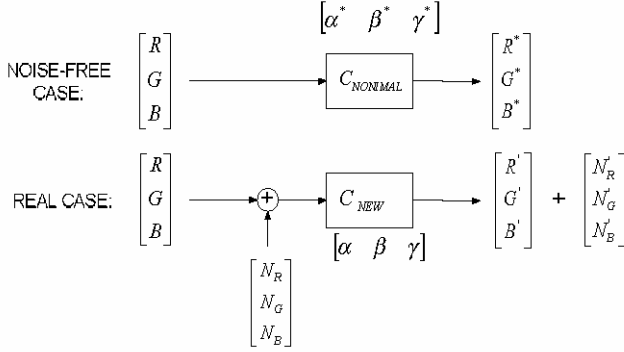 [α* β* γ*]
NOISE-FREE CASE:
[R G B]
C_NONIMAL
[R* G* B*]
REAL CASE:
[R G B]
+
C_NEW
[α β γ]
[R' G' B']
+
[N'_R N'_G N'_B]
[N_R N_G N_B]